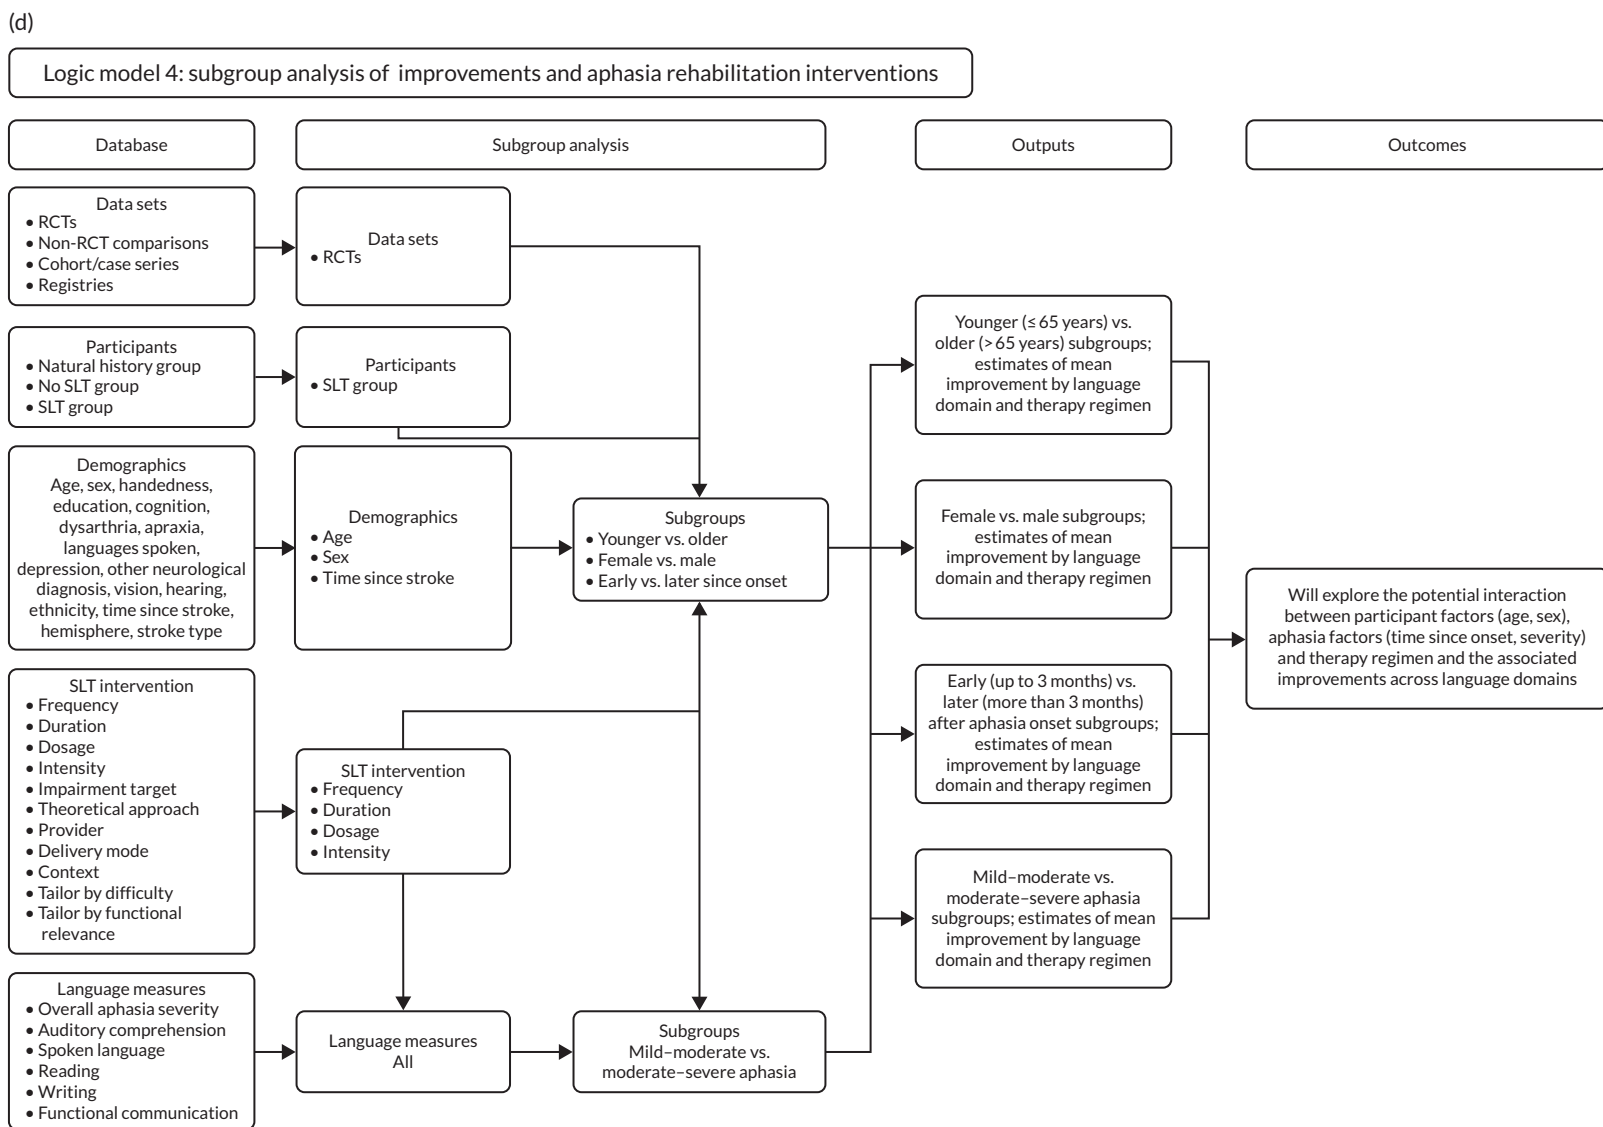 (d)
Logic model 4: subgroup analysis of improvements and aphasia rehabilitation interventions
Database
Subgroup analysis
Outputs
Outcomes
Data sets
• RCTs
• Non-RCT comparisons
• Cohort/case series
• Registries
Data sets
• RCTs
Participants
• Natural history group
• No SLT group
• SLT group
Participants
• SLT group
Demographics
Age, sex, handedness,
education, cognition,
dysarthria, apraxia,
languages spoken,
depression, other neurological
diagnosis, vision, hearing,
ethnicity, time since stroke,
hemisphere, stroke type
Demographics
• Age
• Sex
• Time since stroke
Subgroups
• Younger vs. older
• Female vs. male
• Early vs. later since onset
SLT intervention
• Frequency
• Duration
• Dosage
• Intensity
• Impairment target
• Theoretical approach
• Provider
• Delivery mode
• Context
• Tailor by difficulty
• Tailor by functional
relevance
SLT intervention
• Frequency
• Duration
• Dosage
• Intensity
Language measures
• Overall aphasia severity
• Auditory comprehension
• Spoken language
• Reading
• Writing
• Functional communication
Language measures
All
Subgroups
Mild–moderate vs.
moderate–severe aphasia
Younger (≤ 65 years) vs.
older (> 65 years) subgroups;
estimates of mean
improvement by language
domain and therapy regimen
Female vs. male subgroups;
estimates of mean
improvement by language
domain and therapy regimen
Early (up to 3 months) vs.
later (more than 3 months)
after aphasia onset subgroups;
estimates of mean
improvement by language
domain and therapy regimen
Mild–moderate vs.
moderate–severe aphasia
subgroups; estimates of mean
improvement by language
domain and therapy regimen
Will explore the potential interaction
between participant factors (age, sex),
aphasia factors (time since onset, severity)
and therapy regimen and the associated
improvements across language domains